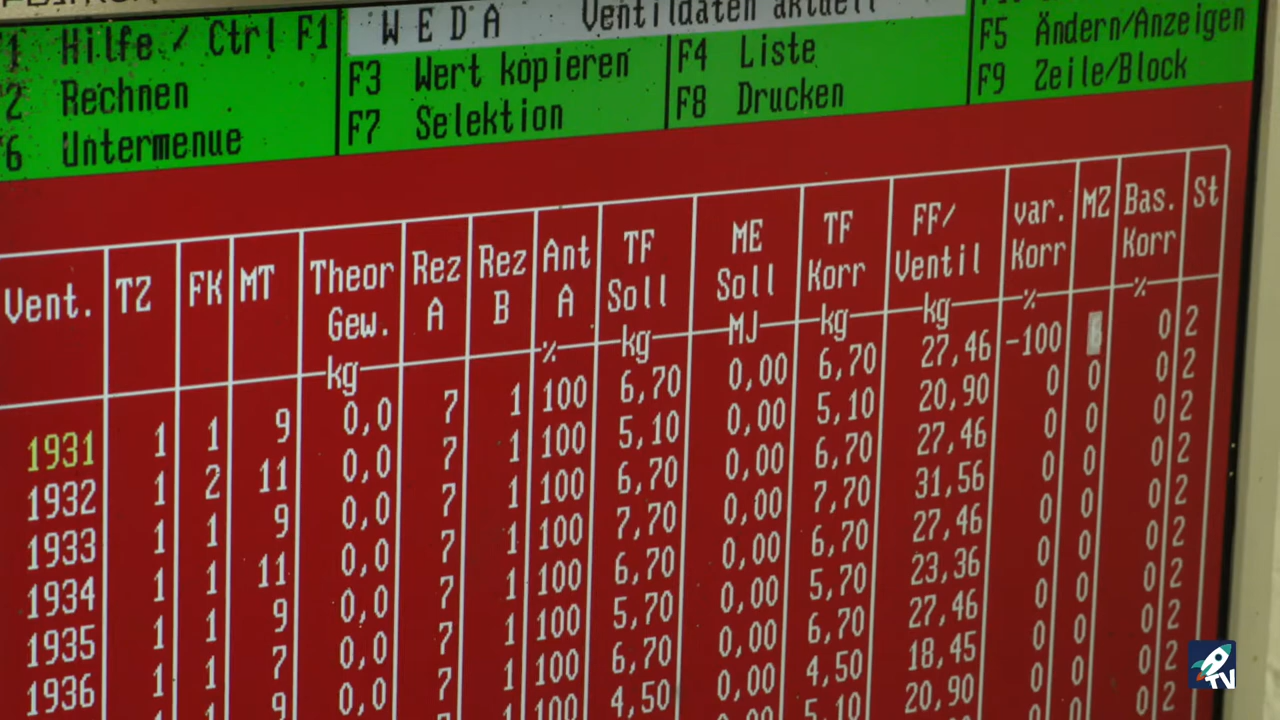 1 Hilfe / Ctrl F1 WEDA Ventildaten aktuell
2 Rechnen F3 Wert kopieren F4 Liste F5 Ändern/Anzeigen
6 Untermenue F7 Selektion F8 Drucken F9 Zeile/Block
Vent. TZ FK MT Theor Gew. Rez A Rez B Ant A TF Soll ME Soll TF Korr FF/ Ventil var. Korr MZ Bas. Korr St
kg % kg MJ kg kg % %
1931 1 1 9 0,0 7 1 100 6,70 0,00 6,70 27,46 -100 0 2
1932 1 2 11 0,0 7 1 100 5,10 0,00 5,10 20,90 0 0 0 2
1933 1 1 9 0,0 7 1 100 6,70 0,00 6,70 27,46 0 0 0 2
1934 1 1 11 0,0 7 1 100 7,70 0,00 7,70 31,56 0 0 0 2
1935 1 1 9 0,0 7 1 100 6,70 0,00 6,70 27,46 0 0 0 2
1936 1 1 7 0,0 7 1 100 5,70 0,00 5,70 23,36 0 0 0 2
9 0,0 7 1 100 6,70 0,00 6,70 27,46 0 0 0 2
100 4,50 0,00 4,50 18,45 0 0 0 2
5,10 20,90 0 0 0 2
TV